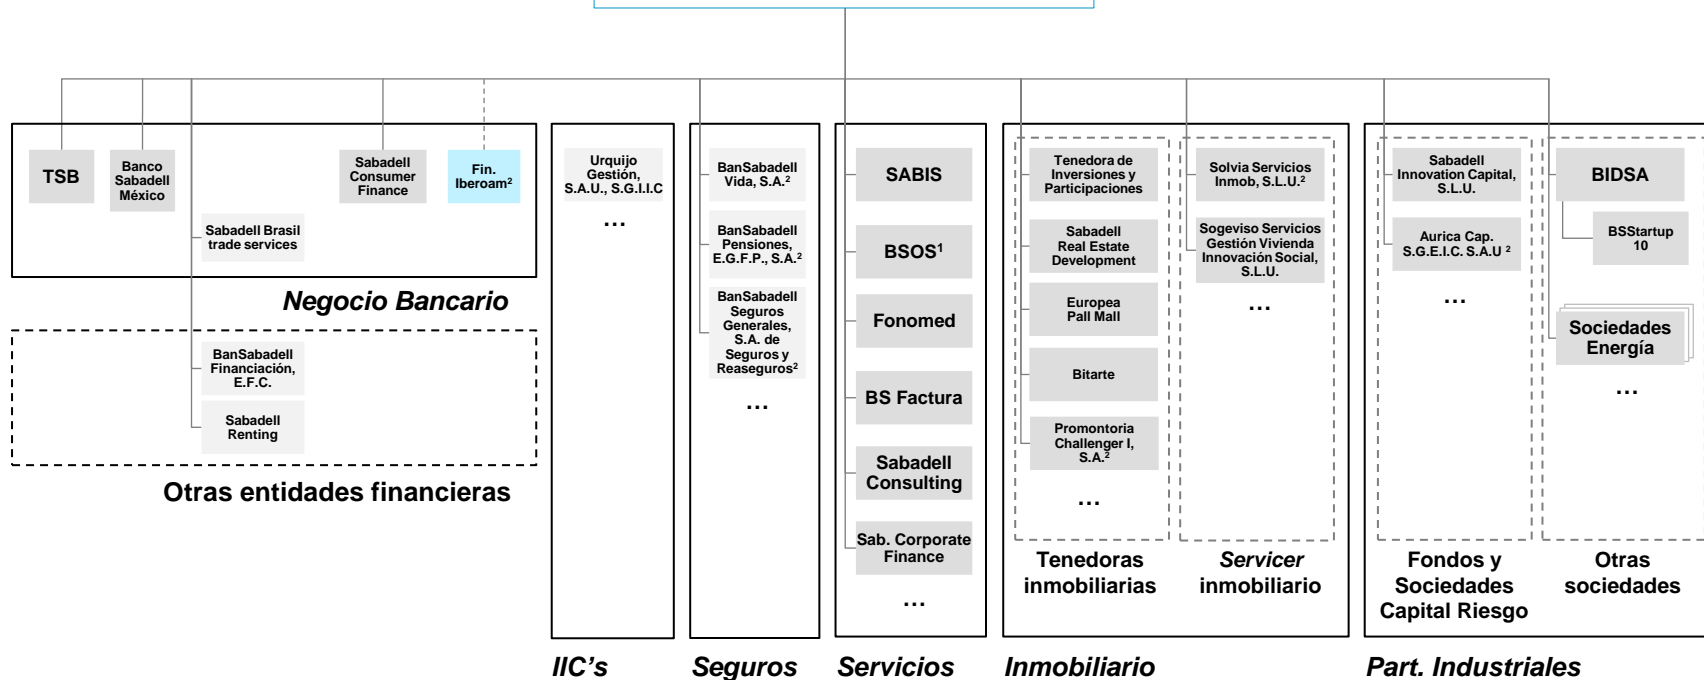 TSB
Banco
Sabadell
México
Sabadell
Consumer
Finance
Fin.
Iberoam²
Sabadell Brasil
trade services
Negocio Bancario
BanSabadell
Financiación,
E.F.C.
Sabadell
Renting
Otras entidades financieras
Urquijo
Gestión,
S.A.U., S.G.I.I.C
...
IIC's
BanSabadell
Vida, S.A.²
BanSabadell
Pensiones,
E.G.F.P., S.A.²
BanSabadell
Seguros
Generales,
S.A. de
Seguros y
Reaseguros²
...
Seguros
SABIS
BSOS¹
Fonomed
BS Factura
Sabadell
Consulting
Sab. Corporate
Finance
...
Servicios
Tenedora de
Inversiones y
Participaciones
Sabadell
Real Estate
Development
Europea
Pall Mall
Bitarte
Promontoria
Challenger I,
S.A.²
...
Tenedoras
inmobiliarias
Solvia Servicios
Inmob, S.L.U.²
Sogeviso Servicios
Gestión Vivienda
Innovación Social,
S.L.U.
...
Servicer
inmobiliario
Inmobiliario
Sabadell
Innovation Capital,
S.L.U.
Aurica Cap.
S.G.E.I.C. S.A.U ²
...
Fondos y
Sociedades
Capital Riesgo
BIDSA
BSStartup
10
Sociedades
Energía
...
Otras
sociedades
Part. Industriales